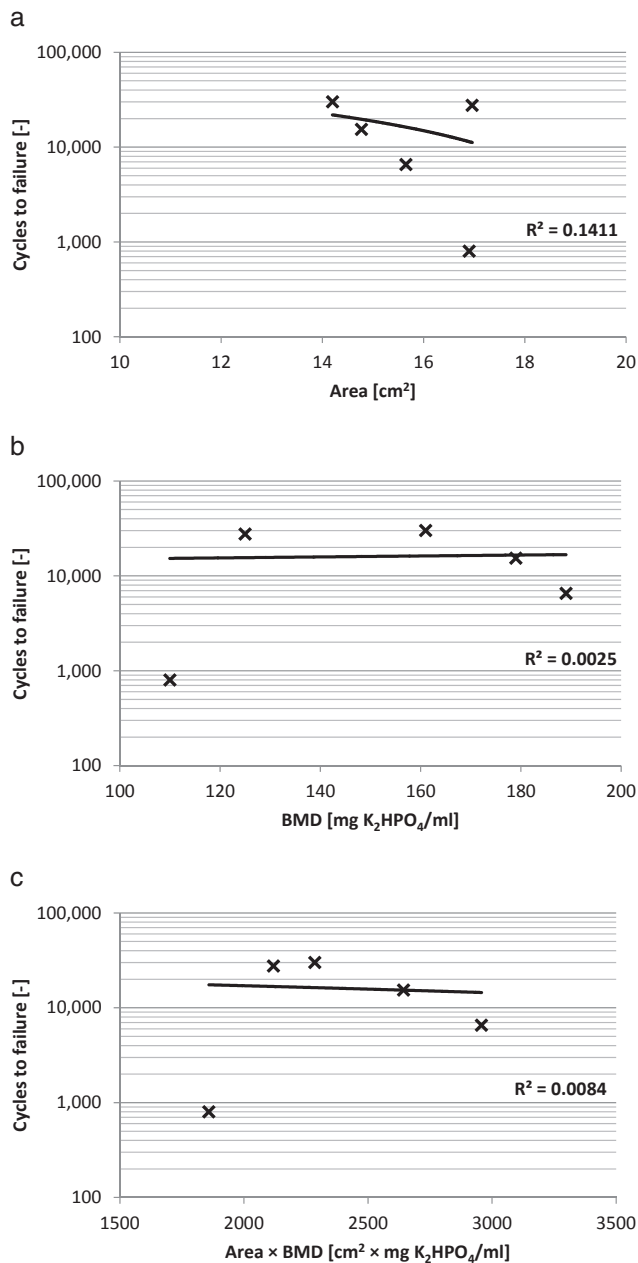 a
100,000
10,000
1,000
100
Cycles to failure [-]
R² = 0.1411
10 12 14 16 18 20
Area [cm²]
b
100,000
10,000
1,000
100
Cycles to failure [-]
R² = 0.0025
100 120 140 160 180 200
BMD [mg K₂HPO₄/ml]
c
100,000
10,000
1,000
100
Cycles to failure [-]
R² = 0.0084
1500 2000 2500 3000 3500
Area × BMD [cm² × mg K₂HPO₄/ml]